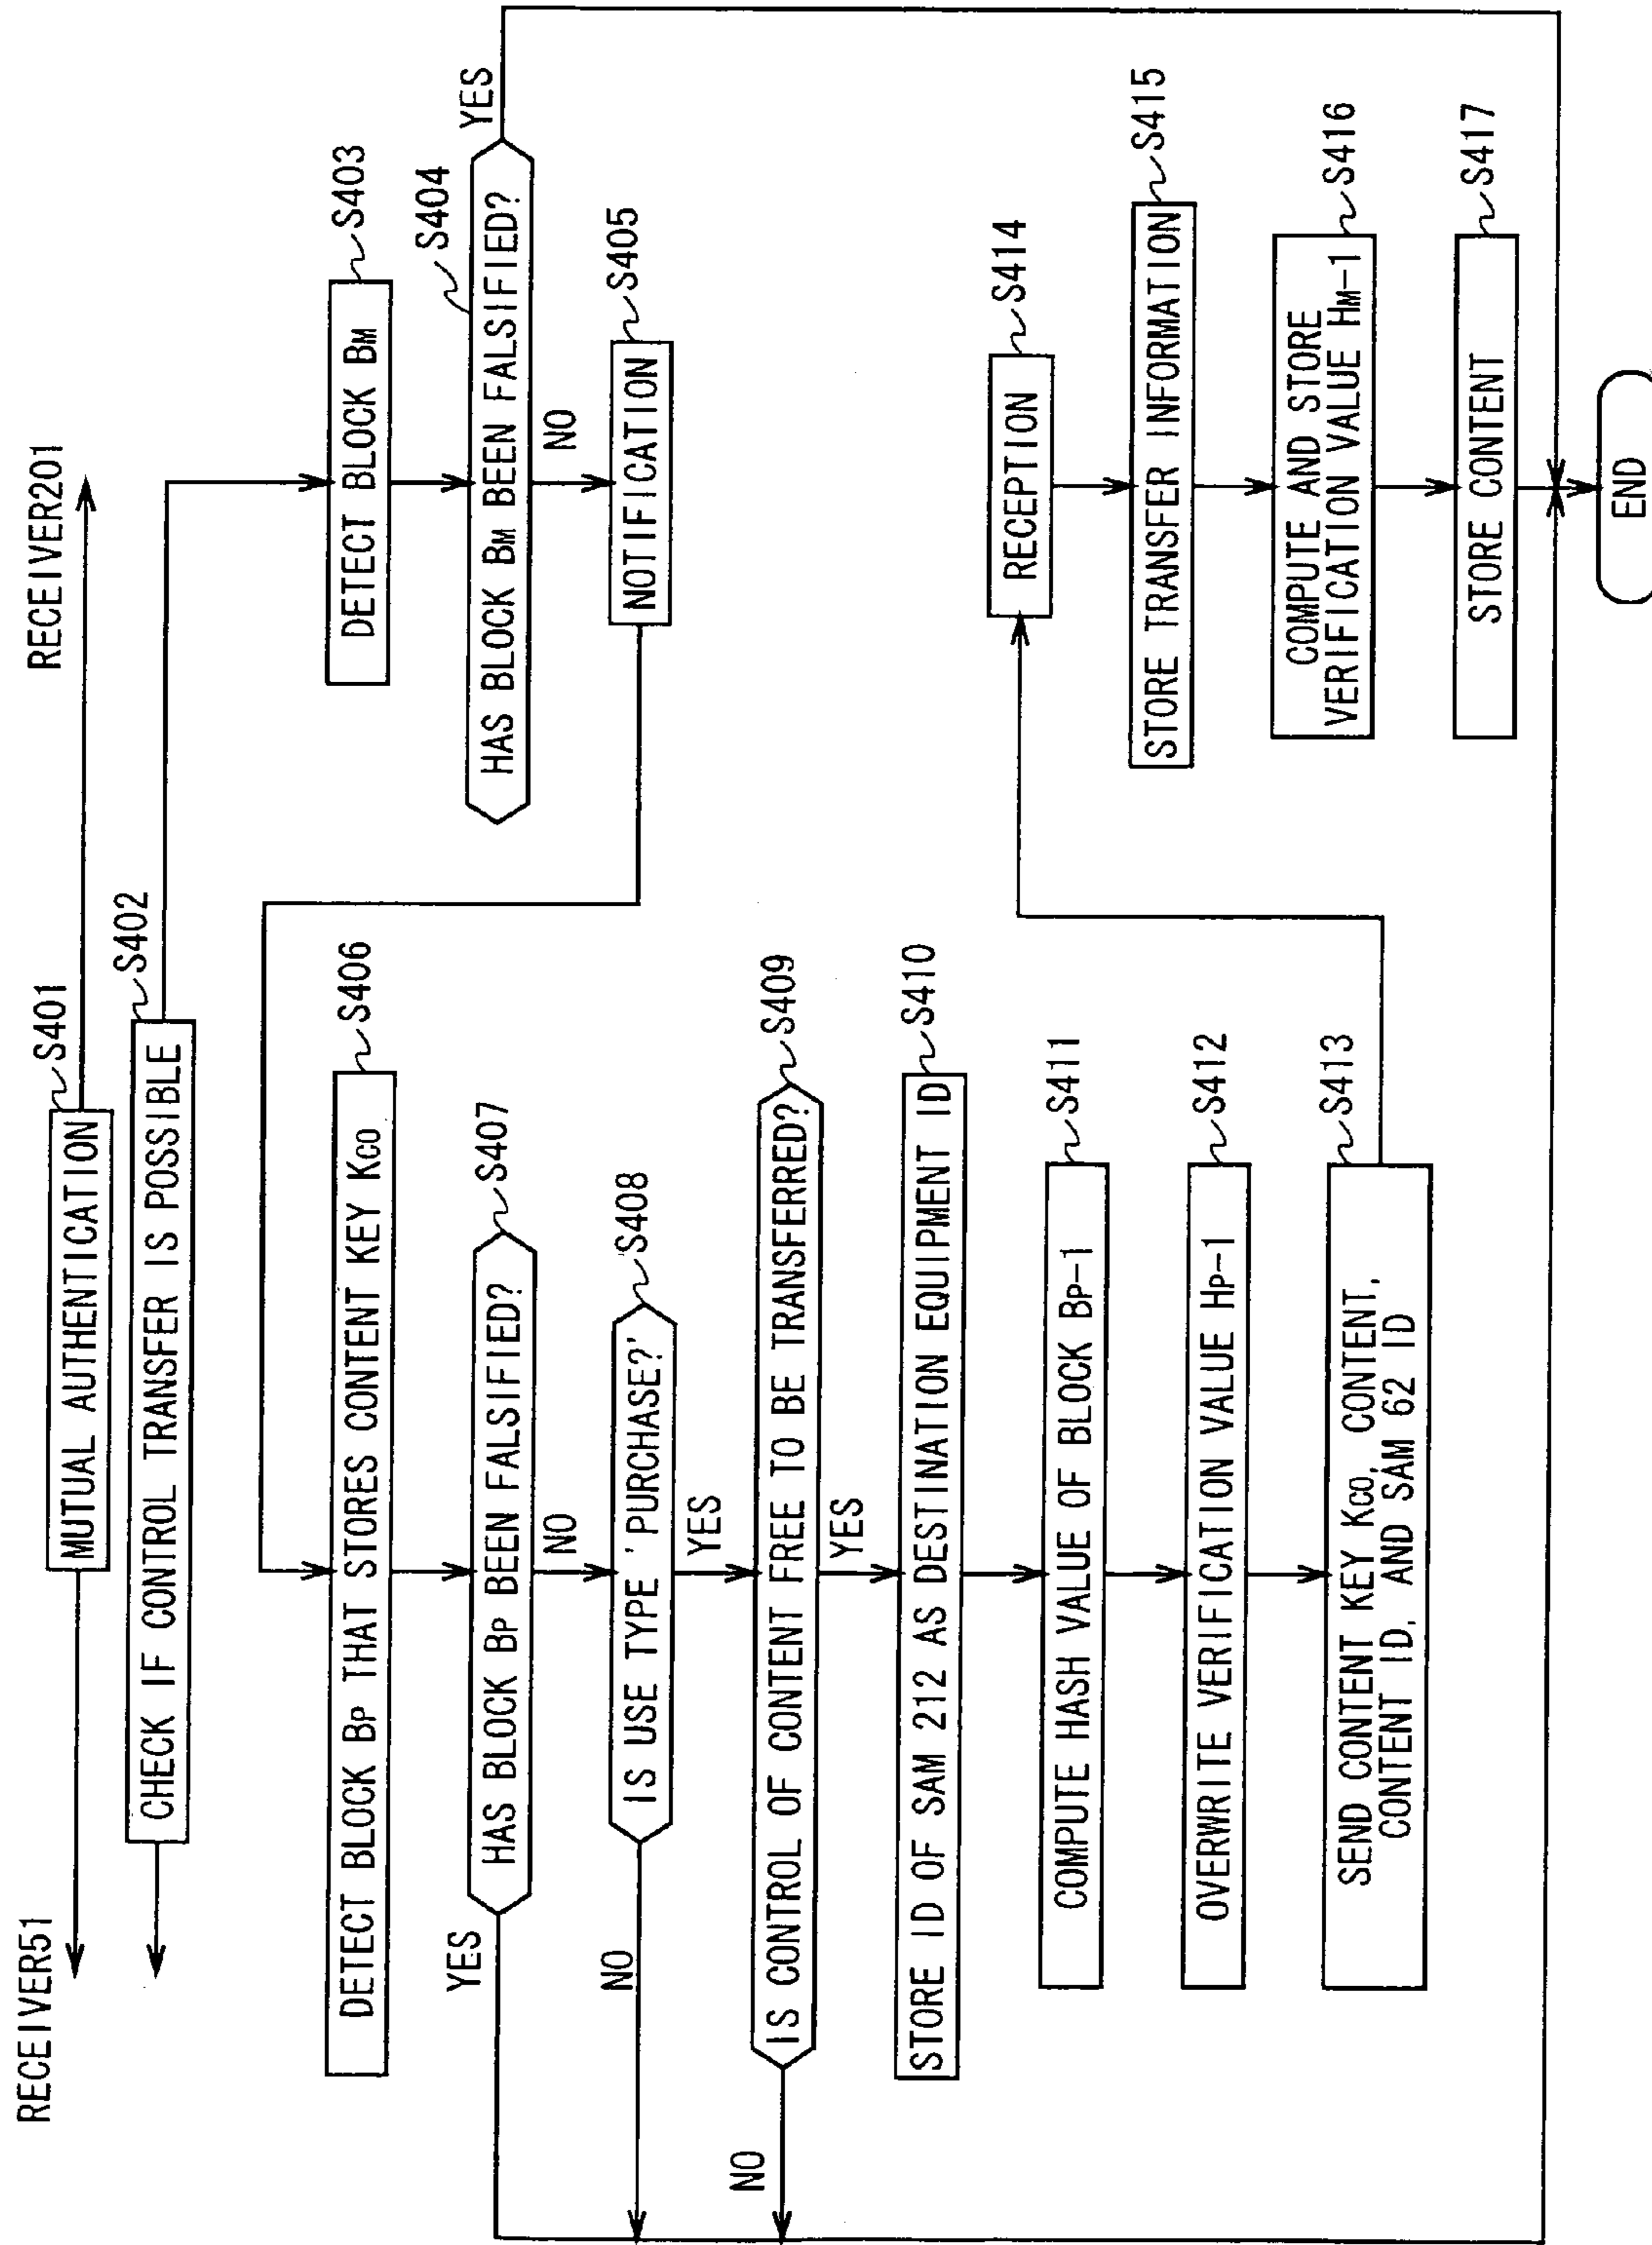 RECEIVER51
RECEIVER201
MUTUAL AUTHENTICATION
S401
CHECK IF CONTROL TRANSFER IS POSSIBLE
S402
DETECT BLOCK BM
S403
HAS BLOCK BM BEEN FALSIFIED?
S404
YES
NO
NOTIFICATION
S405
DETECT BLOCK BP THAT STORES CONTENT KEY KCO
S406
HAS BLOCK BP BEEN FALSIFIED?
S407
YES
NO
IS USE TYPE 'PURCHASE?'
S408
NO
YES
IS CONTROL OF CONTENT FREE TO BE TRANSFERRED?
S409
NO
YES
STORE ID OF SAM 212 AS DESTINATION EQUIPMENT ID
S410
COMPUTE HASH VALUE OF BLOCK BP-1
S411
OVERWRITE VERIFICATION VALUE HP-1
S412
SEND CONTENT KEY KCO, CONTENT,
CONTENT ID, AND SAM 62 ID
S413
RECEPTION
S414
STORE TRANSFER INFORMATION
S415
COMPUTE AND STORE
VERIFICATION VALUE HM-1
S416
STORE CONTENT
S417
END